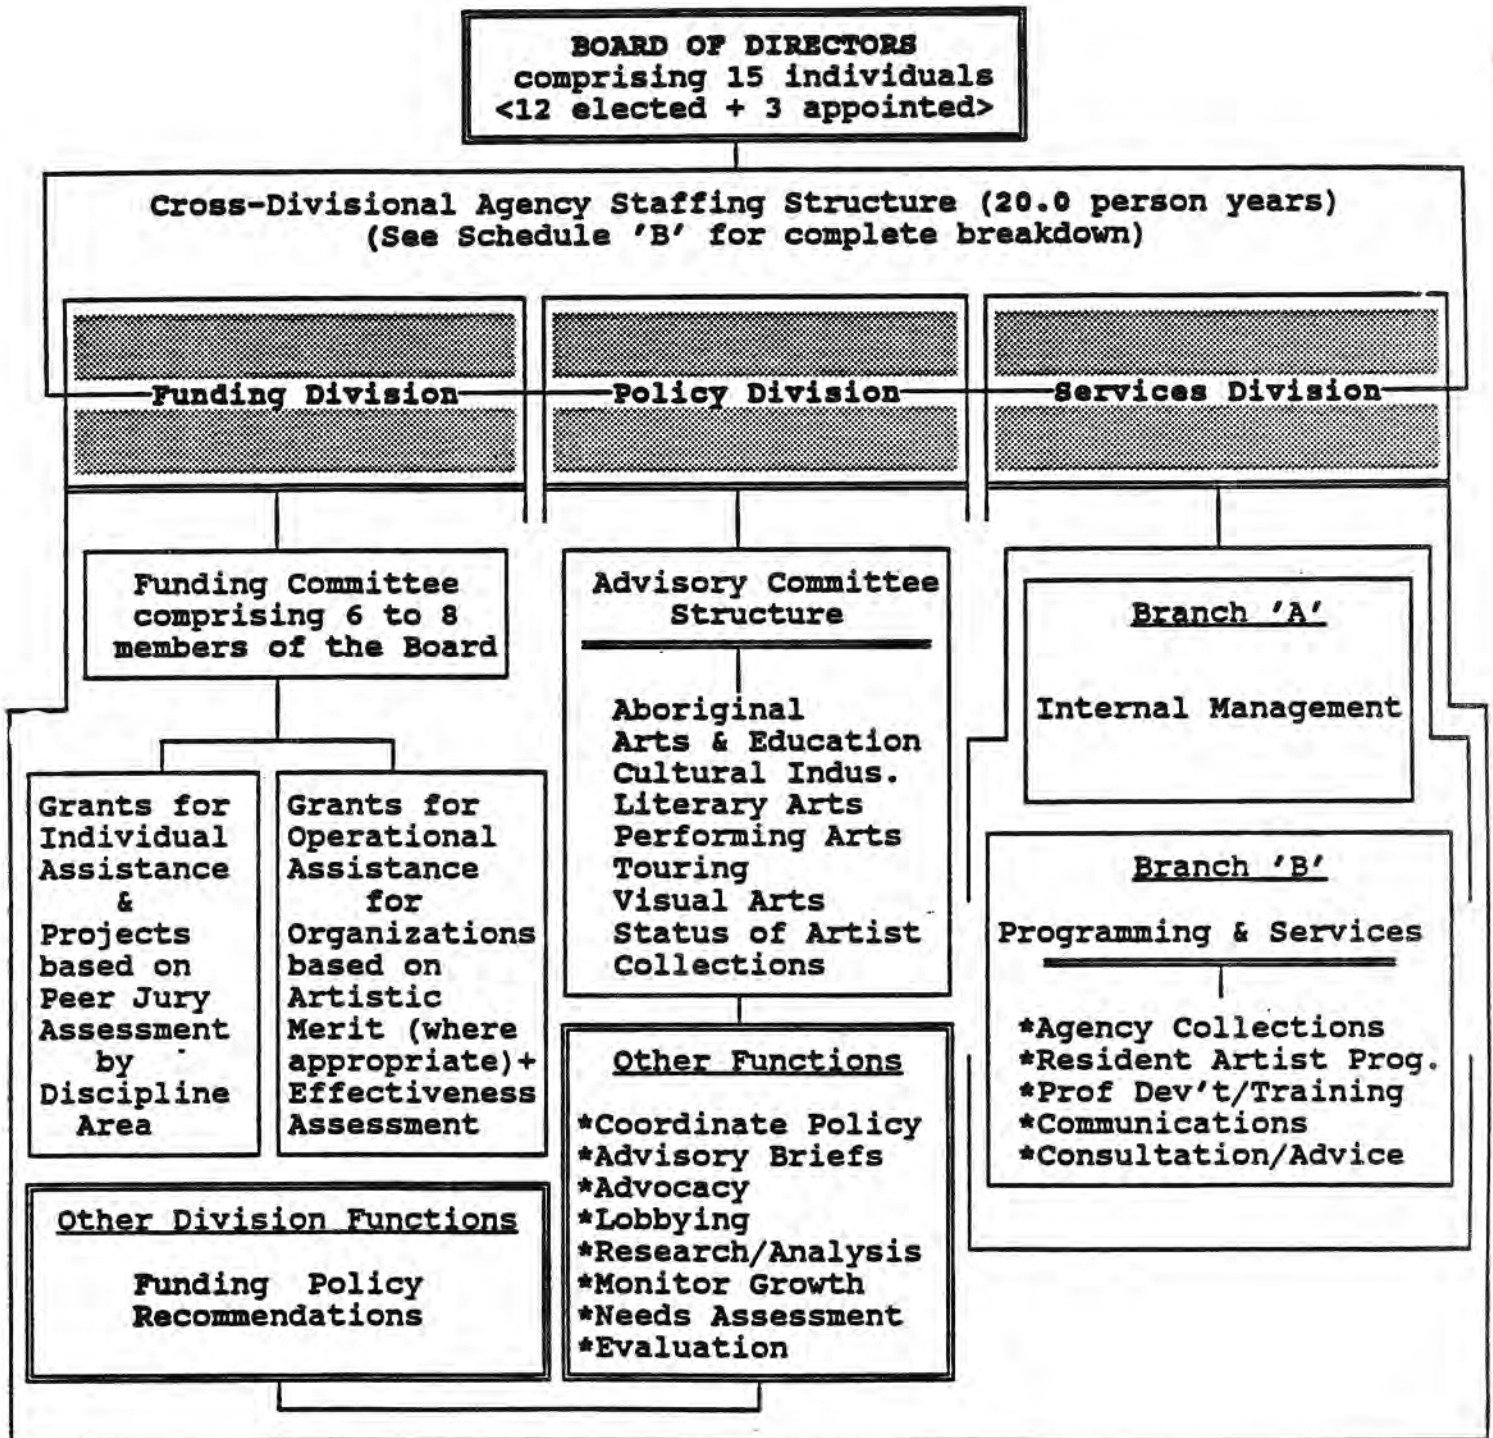 BOARD OF DIRECTORS
comprising 15 individuals
<12 elected + 3 appointed>
Cross-Divisional Agency Staffing Structure (20.0 person years)
(See Schedule 'B' for complete breakdown)
Funding Division
Policy Division
Services Division
Funding Committee
comprising 6 to 8
members of the Board
Grants for
Individual
Assistance
&
Projects
based on
Peer Jury
Assessment
by
Discipline
Area
Grants for
Operational
Assistance
for
Organizations
based on
Artistic
Merit (where
appropriate)+
Effectiveness
Assessment
Other Division Functions
Funding Policy
Recommendations
Advisory Committee
Structure
Aboriginal
Arts & Education
Cultural Indus.
Literary Arts
Performing Arts
Touring
Visual Arts
Status of Artist
Collections
Other Functions
*Coordinate Policy
*Advisory Briefs
*Advocacy
*Lobbying
*Research/Analysis
*Monitor Growth
*Needs Assessment
*Evaluation
Branch 'A'
Internal Management
Branch 'B'
Programming & Services
*Agency Collections
*Resident Artist Prog.
*Prof Dev't/Training
*Communications
*Consultation/Advice